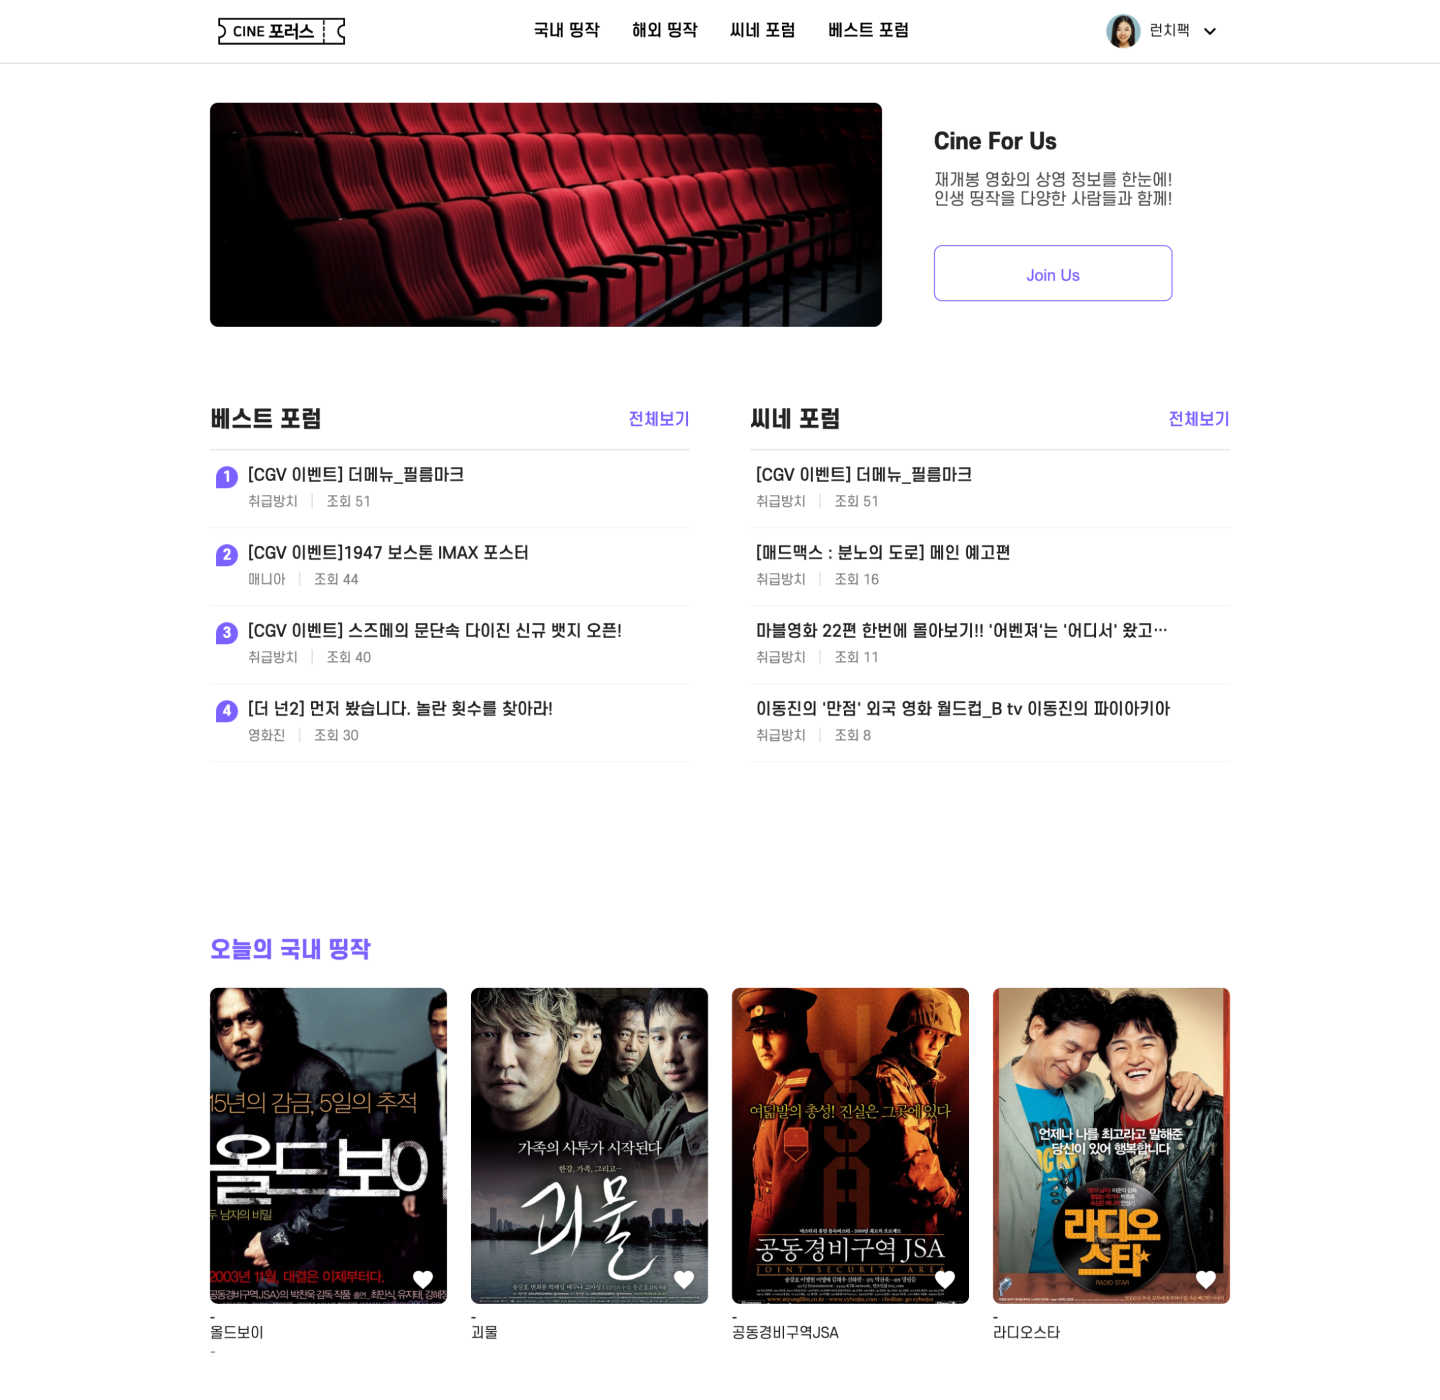 CINE 포러스
국내 띵작 해외 띵작 씨네 포럼 베스트 포럼
런치팩
Cine For Us
재개봉 영화의 상영 정보를 한눈에!
인생 띵작을 다양한 사람들과 함께!
Join Us
베스트 포럼 전체보기
1 [CGV 이벤트] 더메뉴_필름마크
취급방치 조회 51
2 [CGV 이벤트]1947 보스톤 IMAX 포스터
매니아 조회 44
3 [CGV 이벤트] 스즈메의 문단속 다이진 신규 뱃지 오픈!
취급방치 조회 40
4 [더 넌2] 먼저 봤습니다. 놀란 횟수를 찾아라!
영화진 조회 30
씨네 포럼 전체보기
[CGV 이벤트] 더메뉴_필름마크
취급방치 조회 51
[매드맥스 : 분노의 도로] 메인 예고편
취급방치 조회 16
마블영화 22편 한번에 몰아보기!! '어벤져'는 '어디서' 왔고…
취급방치 조회 11
이동진의 '만점' 외국 영화 월드컵_B tv 이동진의 파이아키아
취급방치 조회 8
오늘의 국내 띵작
15년의 감금, 5일의 추적
올드보이
두 남자의 비밀
2003년 11월, 대결은 이제부터다.
공동경비구역JSA)의 박찬욱 감독 작품 출연_최민식, 유지태, 강혜정
-
올드보이
-
가족의 사투가 시작된다
한강, 가족, 그리고…
괴물
-
괴물
JSA
여덟발의 총성! 진실은 그곳에 있다
공동경비구역 JSA
JOINT SECURITY AREA
-
공동경비구역JSA
언제나 나를 최고라고 말해준
당신이 있어 행복합니다
라디오
스타
RADIO STAR
-
라디오스타